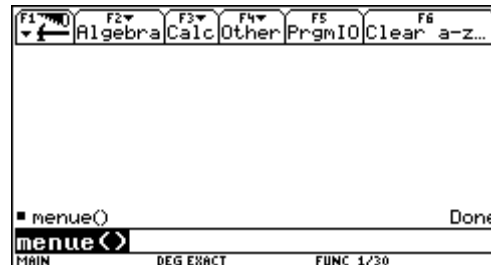 F1 F2 F3 F4 F5 F6
Algebra Calc Other PrgmIO Clear a-z…
menue() Done
menue()
MAIN DEG EXACT FUNC 1/30